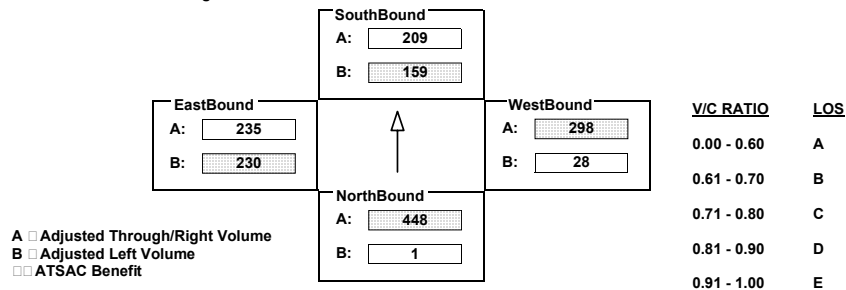 SouthBound
A: 209
B: 159
EastBound
A: 235
B: 230
WestBound
A: 298
B: 28
NorthBound
A: 448
B: 1
A □ Adjusted Through/Right Volume
B □ Adjusted Left Volume
□□ ATSAC Benefit
V/C RATIO LOS
0.00 - 0.60 A
0.61 - 0.70 B
0.71 - 0.80 C
0.81 - 0.90 D
0.91 - 1.00 E